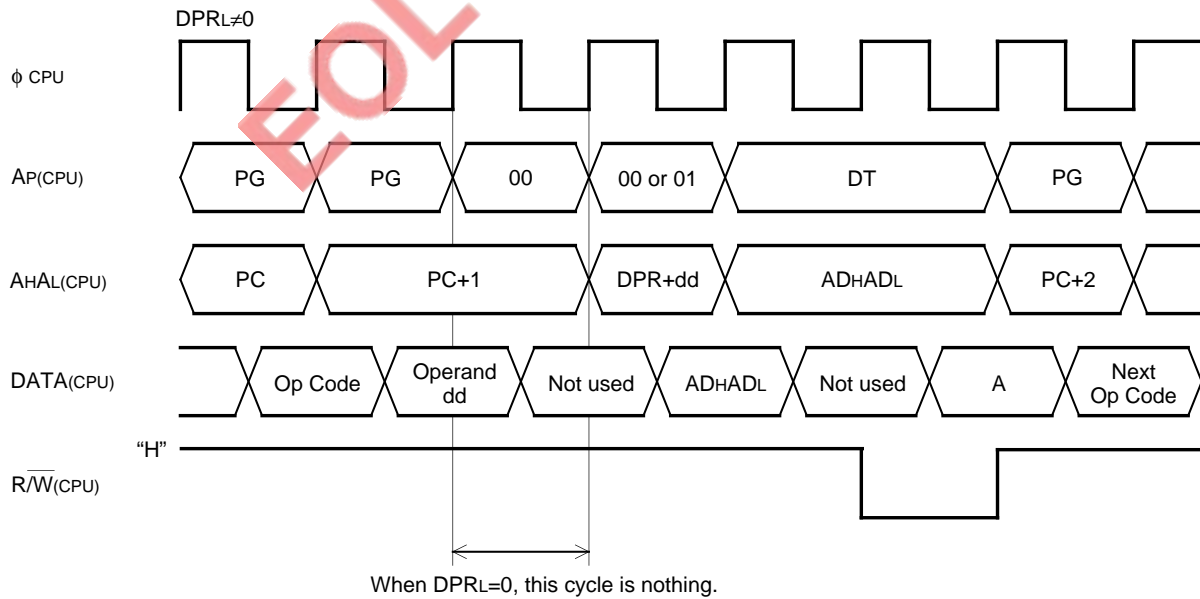 DPRL≠0
ϕ CPU
AP(CPU) PG PG 00 00 or 01 DT PG
AHAL(CPU) PC PC+1 DPR+dd ADHADL PC+2
DATA(CPU) Op Code Operand dd Not used ADHADL Not used A Next Op Code
“H”
R/W̅(CPU)
When DPRL=0, this cycle is nothing.
EOL